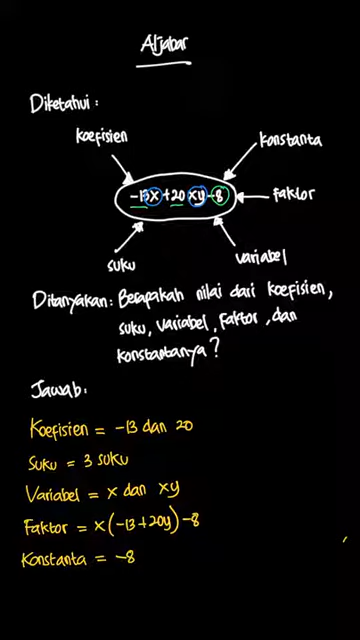 Aljabar
Diketahui :
koefisien
konstanta
-13x+20xy-8
faktor
suku
variabel
Ditanyakan: Berapakah nilai dari koefisien,
suku, variabel, faktor, dan
konstantanya?
Jawab:
Koefisien = -13 dan 20
Suku = 3 suku
Variabel = x dan xy
Faktor = x(-13+20y)-8
Konstanta = -8